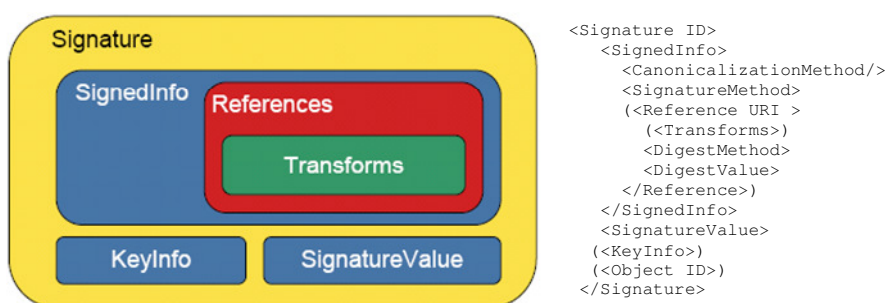 Signature
SignedInfo
References
Transforms
KeyInfo
SignatureValue
<Signature ID>
<SignedInfo>
<CanonicalizationMethod/>
<SignatureMethod>
(<Reference URI >
(<Transforms>)
<DigestMethod>
<DigestValue>
</Reference>)
</SignedInfo>
<SignatureValue>
(<KeyInfo>)
(<Object ID>)
</Signature>